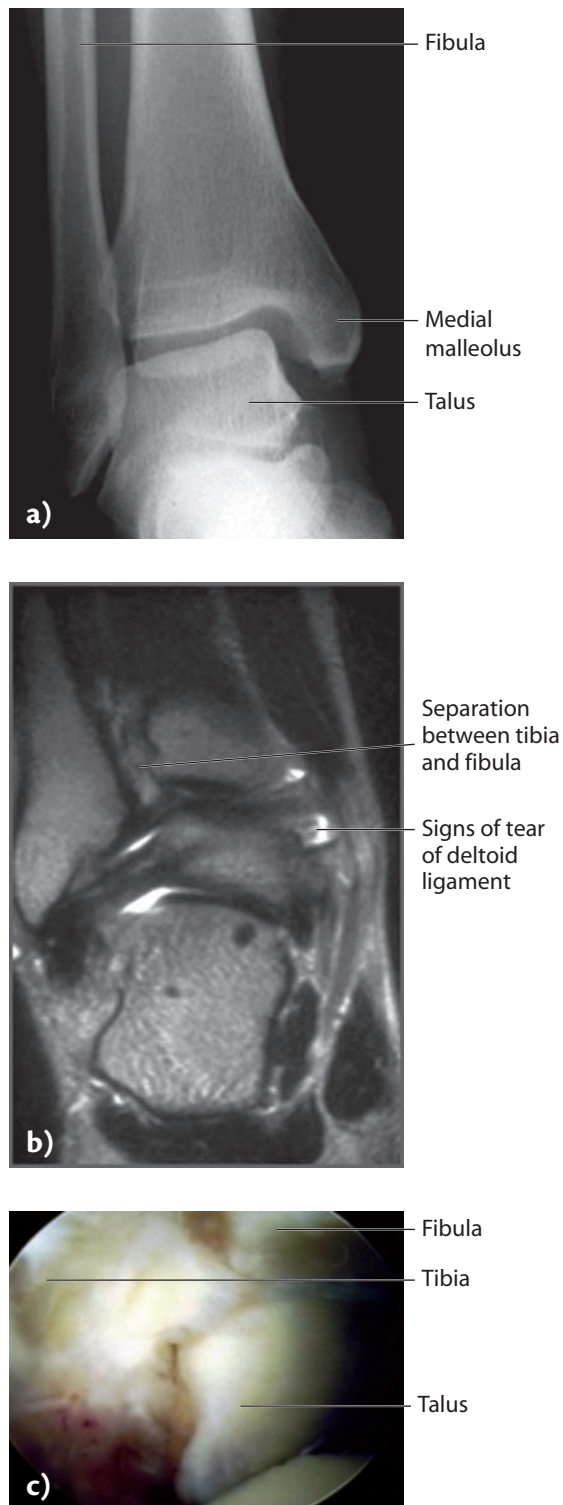 Fibula
Medial
malleolus
Talus
a)
Separation
between tibia
and fibula
Signs of tear
of deltoid
ligament
b)
Fibula
Tibia
Talus
c)